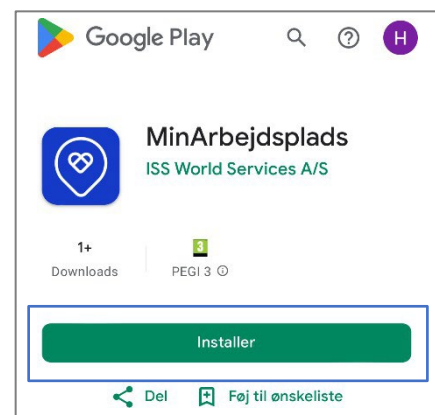 Google Play
H
MinArbejdsplads
ISS World Services A/S
1+
Downloads
3
PEGI 3
Installer
Del
Føj til ønskeliste